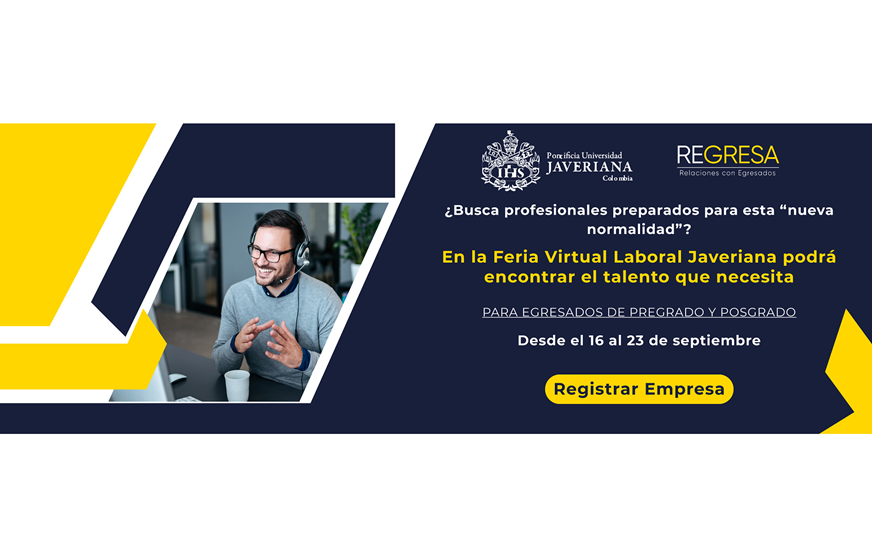 IHS
Pontificia Universidad
JAVERIANA
Colombia
REGRESA
Relaciones con Egresados
¿Busca profesionales preparados para esta “nueva
normalidad”?
En la Feria Virtual Laboral Javeriana podrá
encontrar el talento que necesita
PARA EGRESADOS DE PREGRADO Y POSGRADO
Desde el 16 al 23 de septiembre
Registrar Empresa